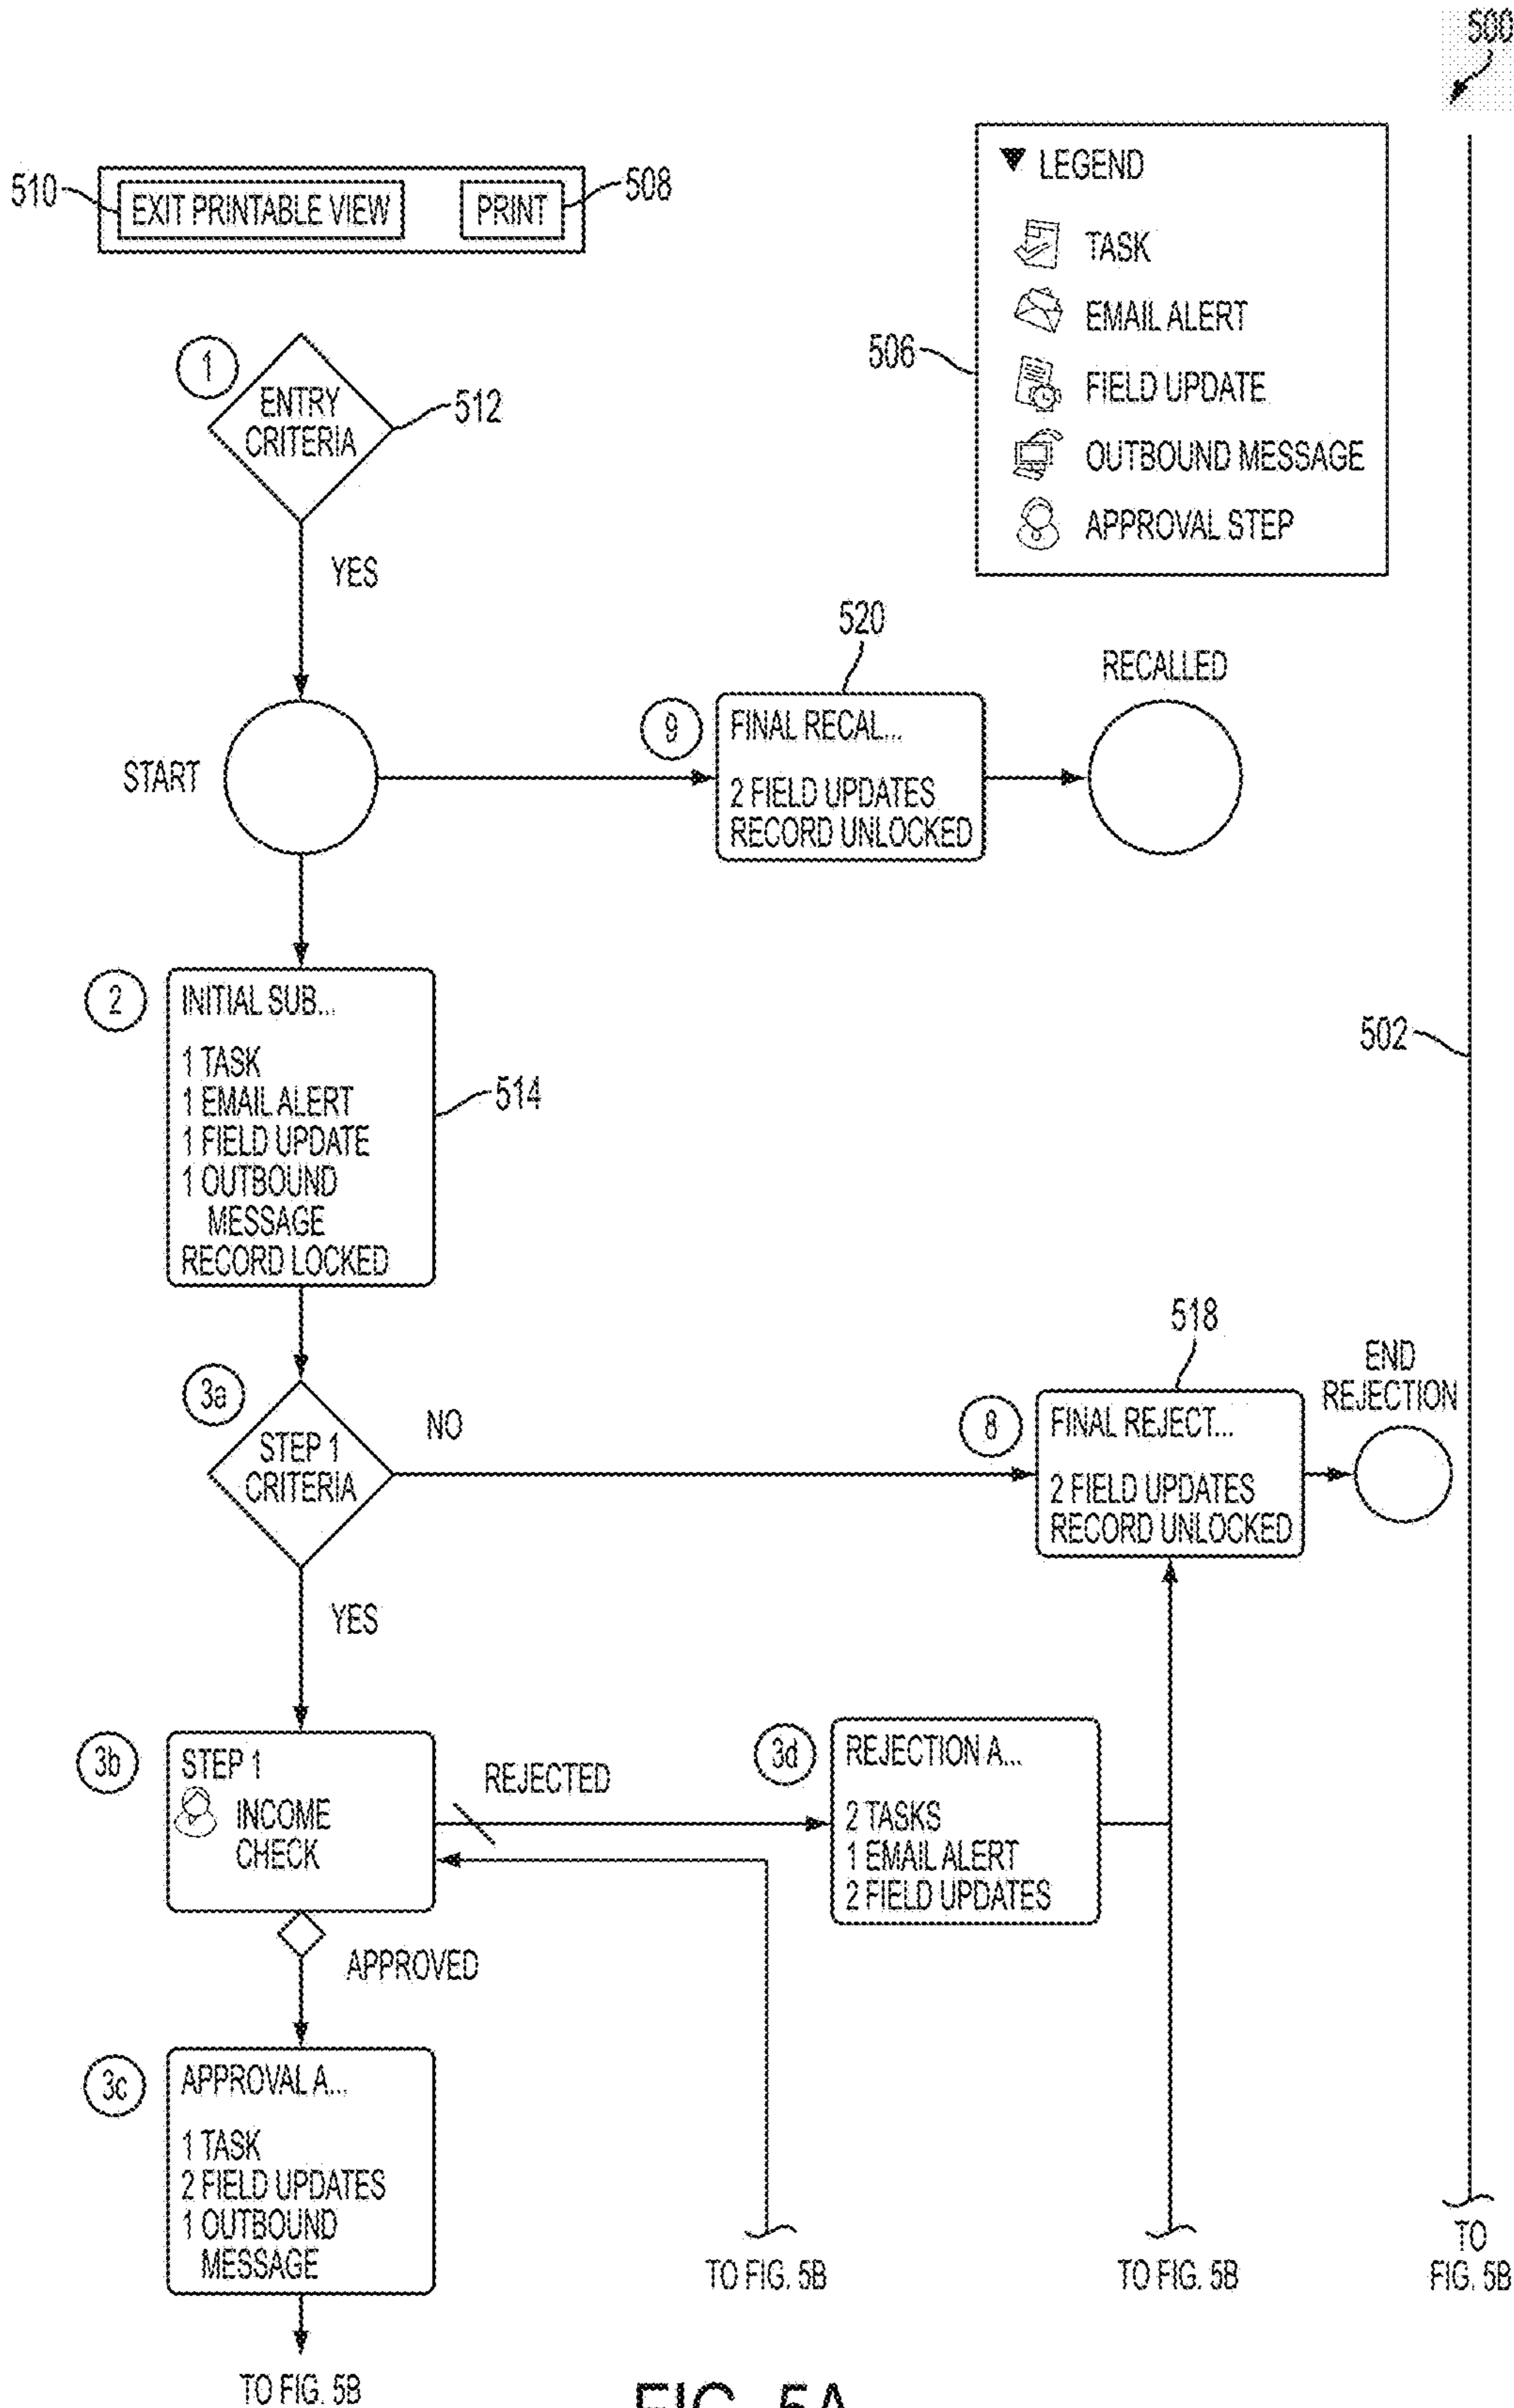 500
510
EXIT PRINTABLE VIEW
PRINT
508
LEGEND
TASK
EMAIL ALERT
FIELD UPDATE
OUTBOUND MESSAGE
APPROVAL STEP
506
1
ENTRY
CRITERIA
512
YES
START
520
9
FINAL RECAL...
2 FIELD UPDATES
RECORD UNLOCKED
RECALLED
2
INITIAL SUB...
1 TASK
1 EMAIL ALERT
1 FIELD UPDATE
1 OUTBOUND
MESSAGE
RECORD LOCKED
514
502
3a
STEP 1
CRITERIA
NO
518
8
FINAL REJECT...
2 FIELD UPDATES
RECORD UNLOCKED
END
REJECTION
YES
3b
STEP 1
INCOME
CHECK
REJECTED
3d
REJECTION A...
2 TASKS
1 EMAIL ALERT
2 FIELD UPDATES
APPROVED
3c
APPROVAL A...
1 TASK
2 FIELD UPDATES
1 OUTBOUND
MESSAGE
TO FIG. 5B
TO FIG. 5B
TO
FIG. 5B
TO FIG. 5B
FIG. 5A